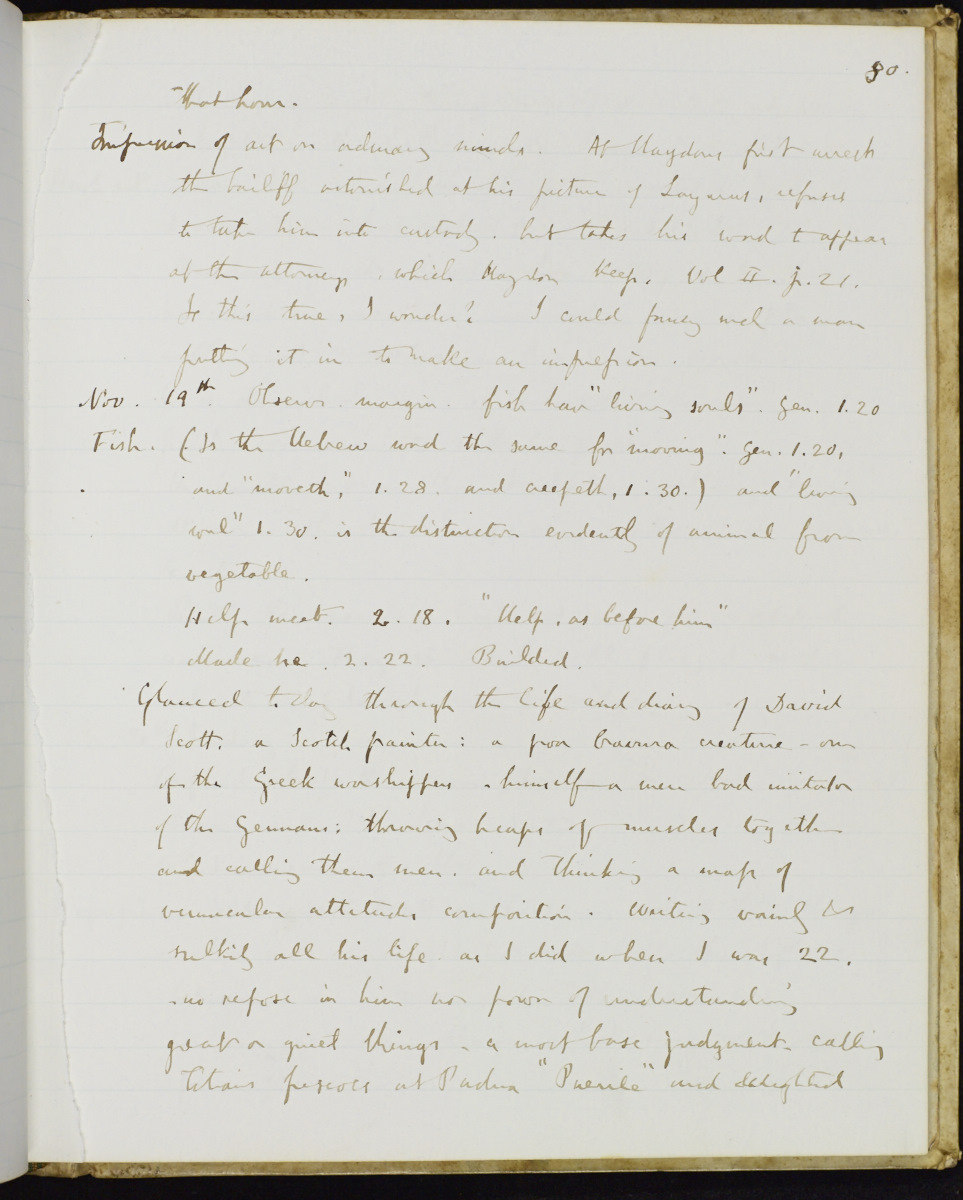 80.
that hour.
Impression of art on ordinary minds. At Haydons first arrest
the bailiff astonished at his picture of Lazarus, refuses
to take him into custody. but takes his word to appear
at the attorneys, which Haydon keeps. Vol II. p. 21.
Is this true, I wonder? I could fancy such a man
putting it in to make an impression.
Nov. 19th. Observe margin. fish have "living souls". Gen. 1.20
Fish. (Is the Hebrew word the same for "moving". Gen. 1.20,
and "moveth," 1.28. and creepeth, 1.30.) and "living
soul" 1.30. is the distinction evidently of animal from
vegetable.
Help meet. 2.18. "Help, as before him"
Made he. 2.22. Builded.
Glanced to day through the life and diary of David
Scott. a Scotch painter: a poor bravura creature - one
of the Greek worshippers - himself a mere bad imitator
of the Germans: throwing heaps of muscles together
and calling them men. and thinking a mass of
attitudes composition. Writing vainly &
sulkily all his life. as I did when I was 22.
- no repose in him nor power of understanding
great or quiet things - a most base judgment - calling
Titians frescoes at Padua "Puerile" and delighted